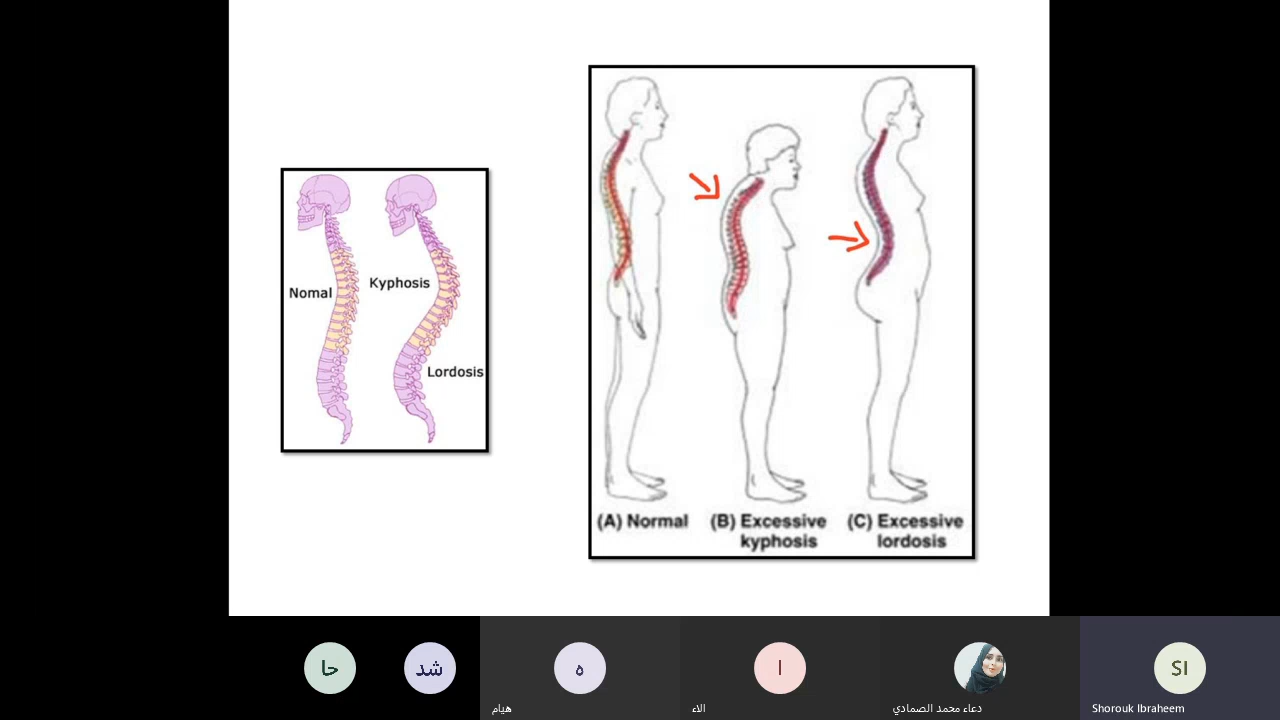 Nomal
Kyphosis
Lordosis
(A) Normal
(B) Excessive
kyphosis
(C) Excessive
lordosis
حا
شد
ه
ا
SI
هيام
الاء
دعاء محمد الصمادي
Shorouk Ibraheem